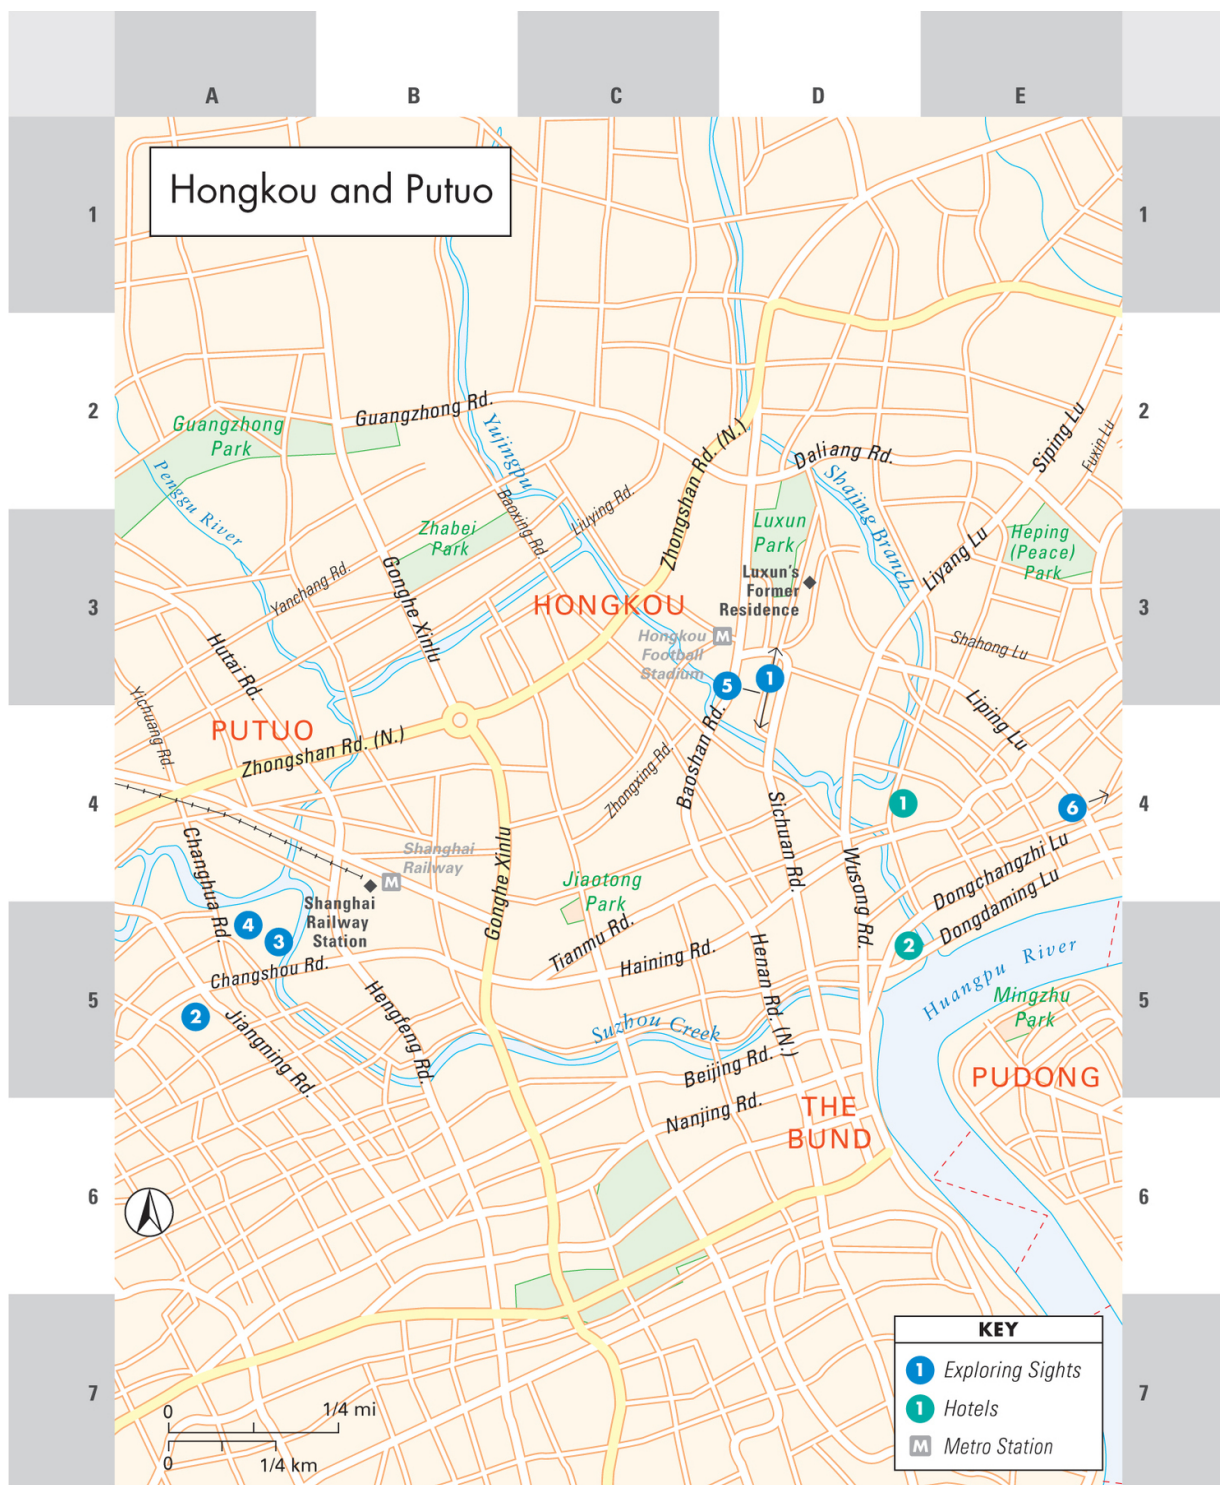 A B C D E
1 1
Hongkou and Putuo
2 2
Guangzhong Rd.
Guangzhong
Park
Yujingpu
Penggu River
Zhongshan Rd. (N.)
Daliang Rd.
Shajing Branch
Siping Lu
Fuxin Lu
Baoxing Rd.
Liuying Rd.
Zhabei
Park
Luxun
Park
Heping
(Peace)
Park
Liyang Lu
Luxun's
Former
Residence
Yanchang Rd.
Gonghe Xinlu
3 3
HONGKOU
M
Hongkou
Football
Stadium
Shahong Lu
Hutai Rd.
5
1
Yichuang Rd.
PUTUO
Zhongshan Rd. (N.)
Liping Lu
Baoshan Rd.
Zhongxing Rd.
4 4
1
6
Sichuan Rd.
Changhua Rd.
Gonghe Xinlu
Shanghai
Railway
M
Wusong Rd.
Dongchangzhi Lu
Dongdaming Lu
Jiaotong
Park
Shanghai
Railway
Station
4
3
Tianmu Rd.
Haining Rd.
2
Henan Rd. (N.)
Huangpu River
Changshou Rd.
5 5
2
Jiangning Rd.
Hengfeng Rd.
Suzhou Creek
Mingzhu
Park
Beijing Rd.
PUDONG
Nanjing Rd.
THE
BUND
6 6
7 7
KEY
1 Exploring Sights
1 Hotels
M Metro Station
0 1/4 mi
0 1/4 km